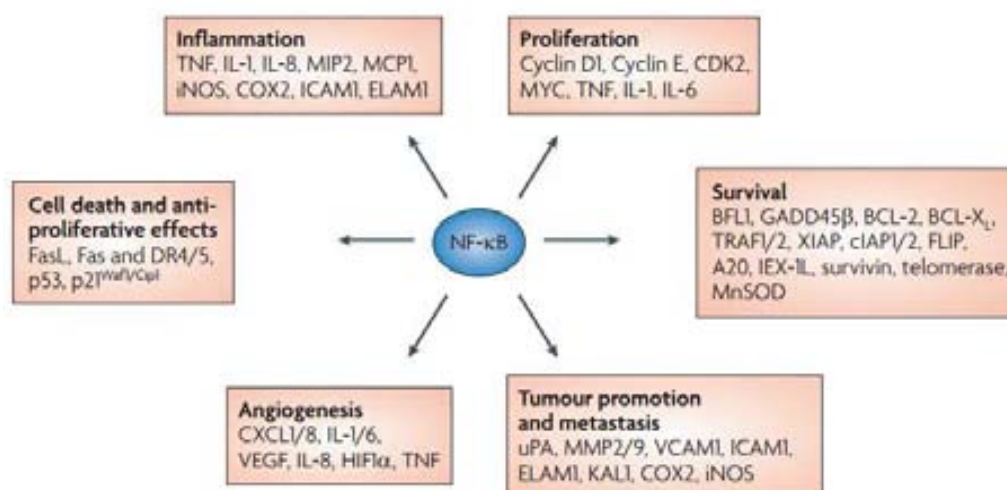 Inflammation
TNF, IL-1, IL-8, MIP2, MCP1,
iNOS, COX2, ICAM1, ELAM1
Proliferation
Cyclin D1, Cyclin E, CDK2,
MYC, TNF, IL-1, IL-6
Cell death and anti-
proliferative effects
FasL, Fas and DR4/5,
p53, p21Waf1/Cip1
NF-κB
Survival
BFL1, GADD45β, BCL-2, BCL-XL,
TRAF1/2, XIAP, cIAP1/2, FLIP,
A20, IEX-1L, survivin, telomerase,
MnSOD
Angiogenesis
CXCL1/8, IL-1/6,
VEGF, IL-8, HIF1α, TNF
Tumour promotion
and metastasis
uPA, MMP2/9, VCAM1, ICAM1,
ELAM1, KAL1, COX2, iNOS